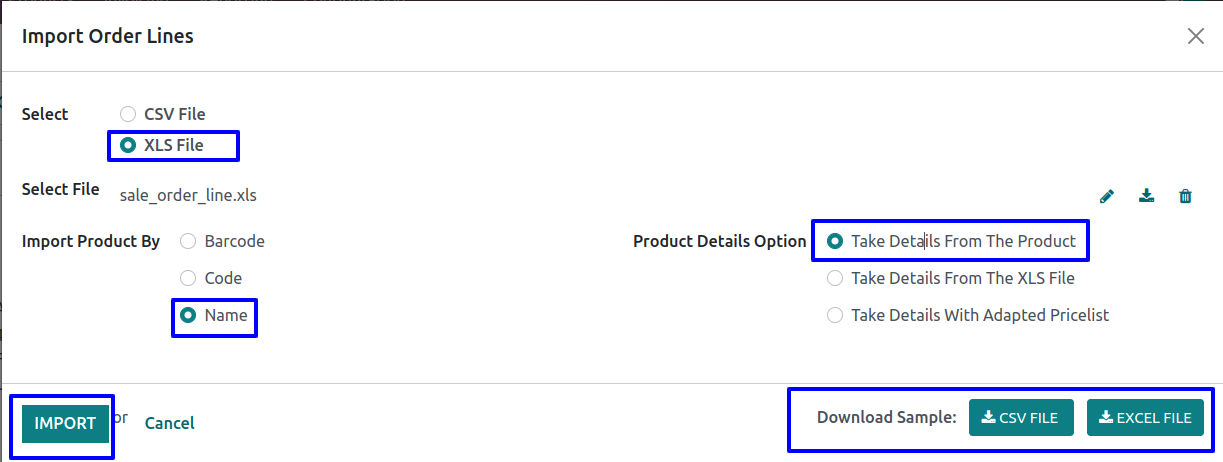 Import Order Lines
Select
CSV File
XLS File
Select File
sale_order_line.xls
Import Product By
Barcode
Code
Name
Product Details Option
Take Details From The Product
Take Details From The XLS File
Take Details With Adapted Pricelist
IMPORT or Cancel
Download Sample: CSV FILE EXCEL FILE